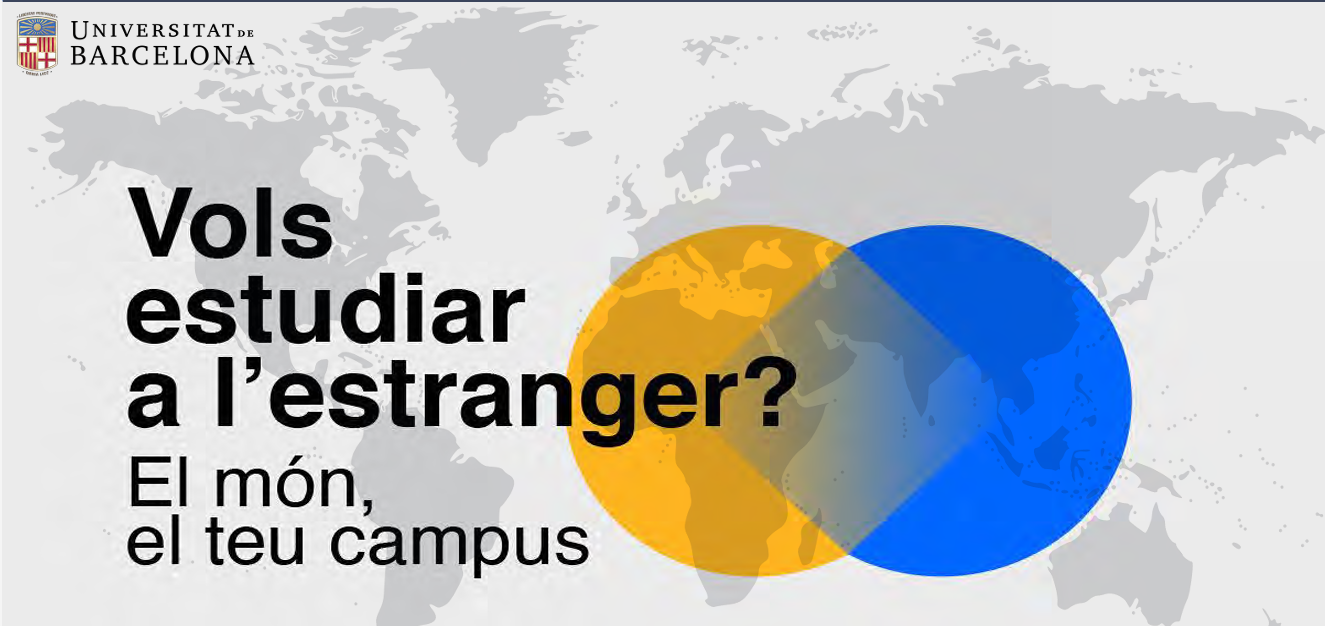 UNIVERSITAT DE
BARCELONA
Vols
estudiar
a l’estranger?
El món,
el teu campus